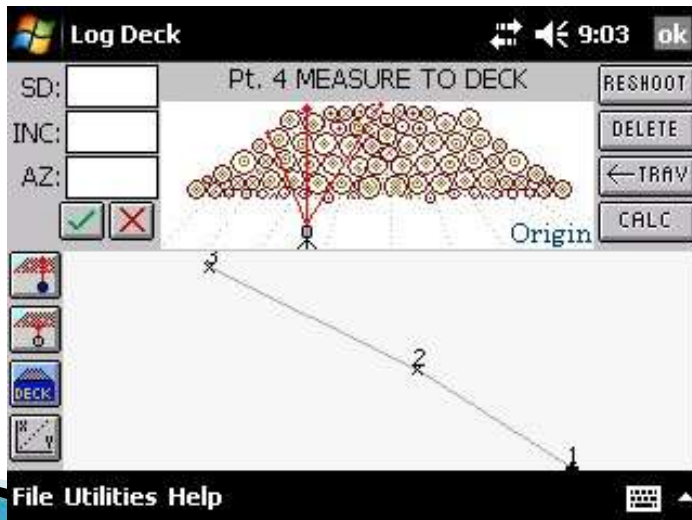 Log Deck 9:03 ok
SD: Pt. 4 MEASURE TO DECK RESHOOT
INC: DELETE
AZ: ←TRAV
Origin CALC
3
2
DECK
X Y
1
File Utilities Help